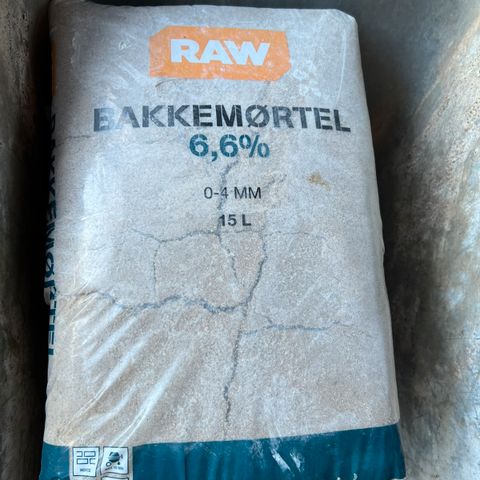 RAW
BAKKEMØRTEL
6,6%
0-4 MM
15 L
BAKKEMØRTEL